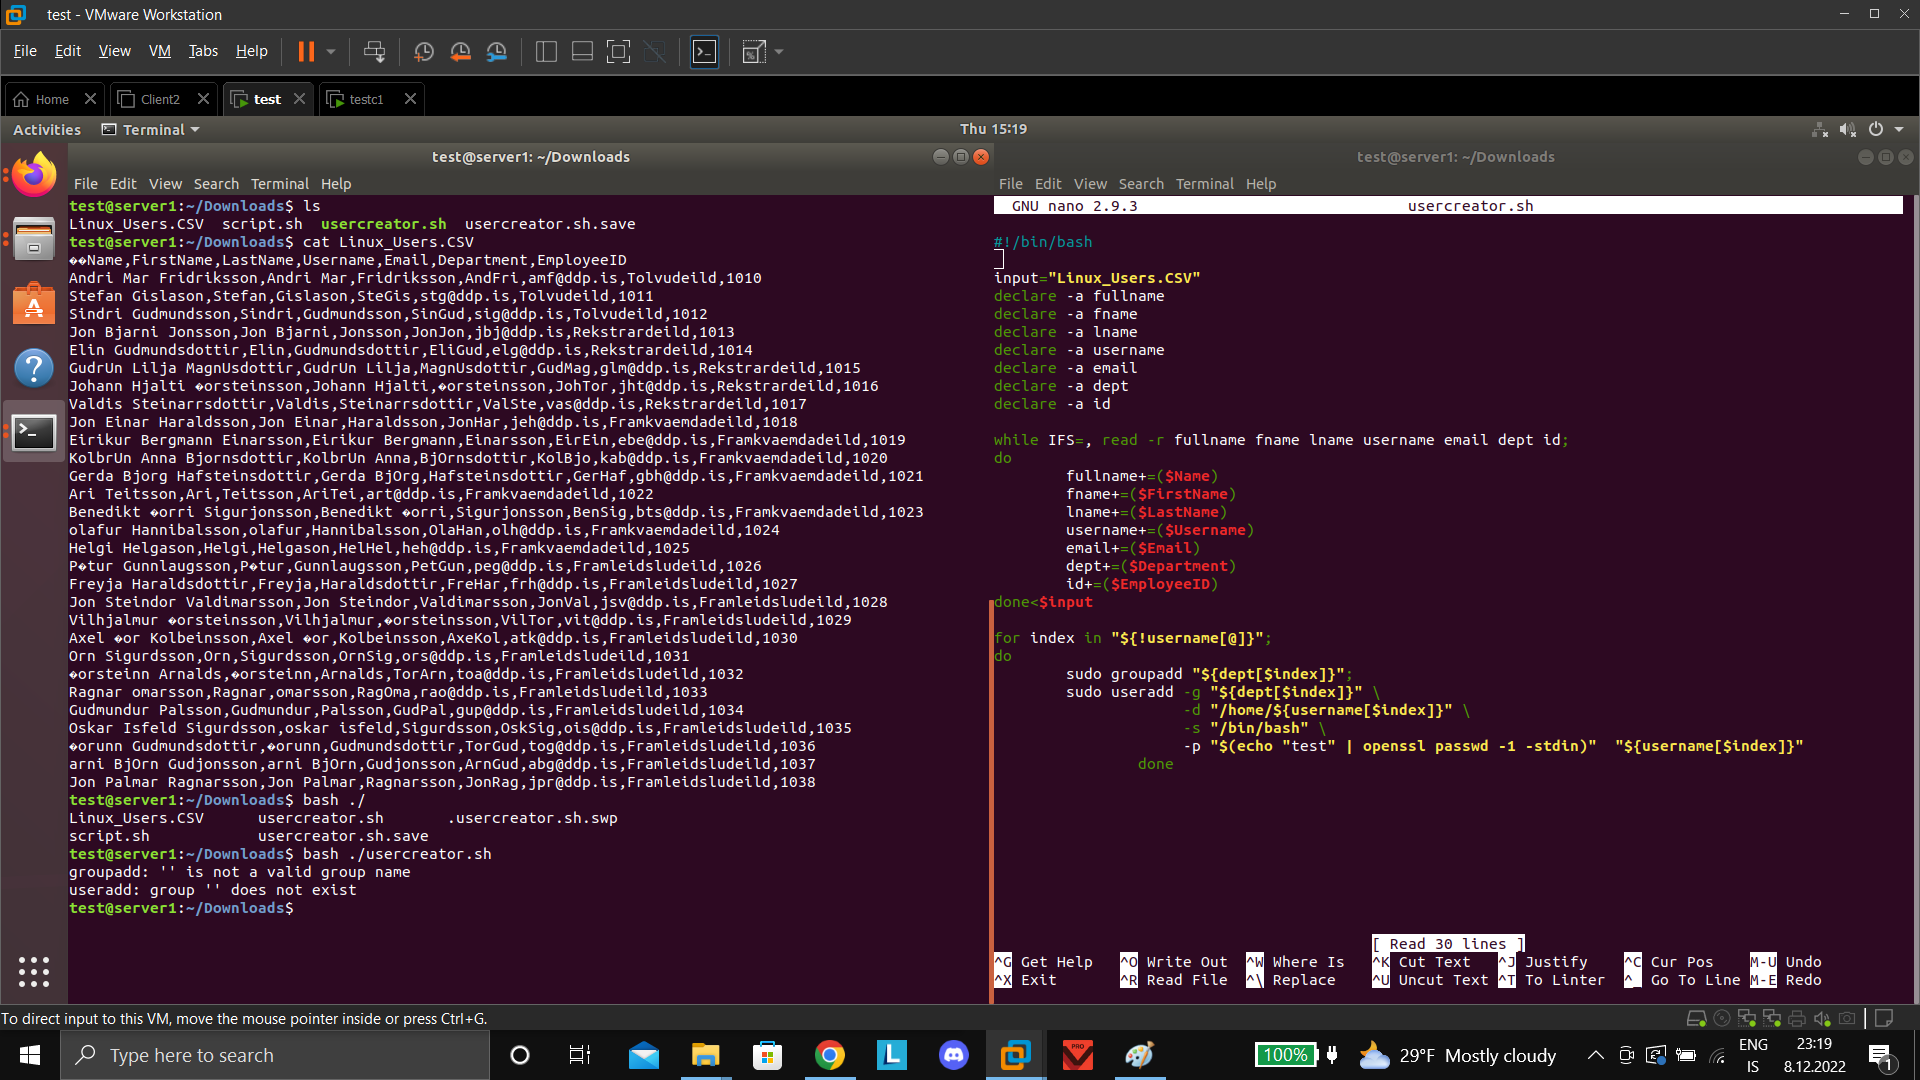 test - VMware Workstation
File Edit View VM Tabs Help
Home Client2 test testc1
Activities Terminal Thu 15:19
test@server1: ~/Downloads
File Edit View Search Terminal Help
test@server1:~/Downloads$ ls
Linux_Users.CSV script.sh usercreator.sh usercreator.sh.save
test@server1:~/Downloads$ cat Linux_Users.CSV
��Name,FirstName,LastName,Username,Email,Department,EmployeeID
Andri Mar Fridriksson,Andri Mar,Fridriksson,AndFri,amf@ddp.is,Tolvudeild,1010
Stefan Gislason,Stefan,Gislason,SteGis,stg@ddp.is,Tolvudeild,1011
Sindri Gudmundsson,Sindri,Gudmundsson,SinGud,sig@ddp.is,Tolvudeild,1012
Jon Bjarni Jonsson,Jon Bjarni,Jonsson,JonJon,jbj@ddp.is,Rekstrardeild,1013
Elin Gudmundsdottir,Elin,Gudmundsdottir,EliGud,elg@ddp.is,Rekstrardeild,1014
GudrUn Lilja MagnUsdottir,GudrUn Lilja,MagnUsdottir,GudMag,glm@ddp.is,Rekstrardeild,1015
Johann Hjalti �orsteinsson,Johann Hjalti,�orsteinsson,JohTor,jht@ddp.is,Rekstrardeild,1016
Valdis Steinarrsdottir,Valdis,Steinarrsdottir,ValSte,vas@ddp.is,Rekstrardeild,1017
Jon Einar Haraldsson,Jon Einar,Haraldsson,JonHar,jeh@ddp.is,Framkvaemdadeild,1018
Eirikur Bergmann Einarsson,Eirikur Bergmann,Einarsson,EirEin,ebe@ddp.is,Framkvaemdadeild,1019
KolbrUn Anna Bjornsdottir,KolbrUn Anna,BjOrnsdottir,KolBjo,kab@ddp.is,Framkvaemdadeild,1020
Gerda Bjorg Hafsteinsdottir,Gerda BjOrg,Hafsteinsdottir,GerHaf,gbh@ddp.is,Framkvaemdadeild,1021
Ari Teitsson,Ari,Teitsson,AriTei,art@ddp.is,Framkvaemdadeild,1022
Benedikt �orri Sigurjonsson,Benedikt �orri,Sigurjonsson,BenSig,bts@ddp.is,Framkvaemdadeild,1023
olafur Hannibalsson,olafur,Hannibalsson,OlaHan,olh@ddp.is,Framkvaemdadeild,1024
Helgi Helgason,Helgi,Helgason,HelHel,heh@ddp.is,Framkvaemdadeild,1025
P�tur Gunnlaugsson,P�tur,Gunnlaugsson,PetGun,peg@ddp.is,Framleidsludeild,1026
Freyja Haraldsdottir,Freyja,Haraldsdottir,FreHar,frh@ddp.is,Framleidsludeild,1027
Jon Steindor Valdimarsson,Jon Steindor,Valdimarsson,JonVal,jsv@ddp.is,Framleidsludeild,1028
Vilhjalmur �orsteinsson,Vilhjalmur,�orsteinsson,VilTor,vit@ddp.is,Framleidsludeild,1029
Axel �or Kolbeinsson,Axel �or,Kolbeinsson,AxeKol,atk@ddp.is,Framleidsludeild,1030
Orn Sigurdsson,Orn,Sigurdsson,OrnSig,ors@ddp.is,Framleidsludeild,1031
�orsteinn Arnalds,�orsteinn,Arnalds,TorArn,toa@ddp.is,Framleidsludeild,1032
Ragnar omarsson,Ragnar,omarsson,RagOma,rao@ddp.is,Framleidsludeild,1033
Gudmundur Palsson,Gudmundur,Palsson,GudPal,gup@ddp.is,Framleidsludeild,1034
Oskar Isfeld Sigurdsson,oskar isfeld,Sigurdsson,OskSig,ois@ddp.is,Framleidsludeild,1035
�orunn Gudmundsdottir,�orunn,Gudmundsdottir,TorGud,tog@ddp.is,Framleidsludeild,1036
arni BjOrn Gudjonsson,arni BjOrn,Gudjonsson,ArnGud,abg@ddp.is,Framleidsludeild,1037
Jon Palmar Ragnarsson,Jon Palmar,Ragnarsson,JonRag,jpr@ddp.is,Framleidsludeild,1038
test@server1:~/Downloads$ bash ./
Linux_Users.CSV usercreator.sh .usercreator.sh.swp
script.sh usercreator.sh.save
test@server1:~/Downloads$ bash ./usercreator.sh
groupadd: '' is not a valid group name
useradd: group '' does not exist
test@server1:~/Downloads$
test@server1: ~/Downloads
File Edit View Search Terminal Help
GNU nano 2.9.3 usercreator.sh
#!/bin/bash
input="Linux_Users.CSV"
declare -a fullname
declare -a fname
declare -a lname
declare -a username
declare -a email
declare -a dept
declare -a id
while IFS=, read -r fullname fname lname username email dept id;
do
fullname+=($Name)
fname+=($FirstName)
lname+=($LastName)
username+=($Username)
email+=($Email)
dept+=($Department)
id+=($EmployeeID)
done<$input
for index in "${!username[@]}";
do
sudo groupadd "${dept[$index]}";
sudo useradd -g "${dept[$index]}" \
-d "/home/${username[$index]}" \
-s "/bin/bash" \
-p "$(echo "test" | openssl passwd -1 -stdin)" "${username[$index]}"
done
[ Read 30 lines ]
^G Get Help ^O Write Out ^W Where Is ^K Cut Text ^J Justify ^C Cur Pos M-U Undo
^X Exit ^R Read File ^\ Replace ^U Uncut Text ^T To Linter ^_ Go To Line M-E Redo
To direct input to this VM, move the mouse pointer inside or press Ctrl+G.
Type here to search
L
PRO
100%
29°F Mostly cloudy
ENG
IS
23:19
8.12.2022
1